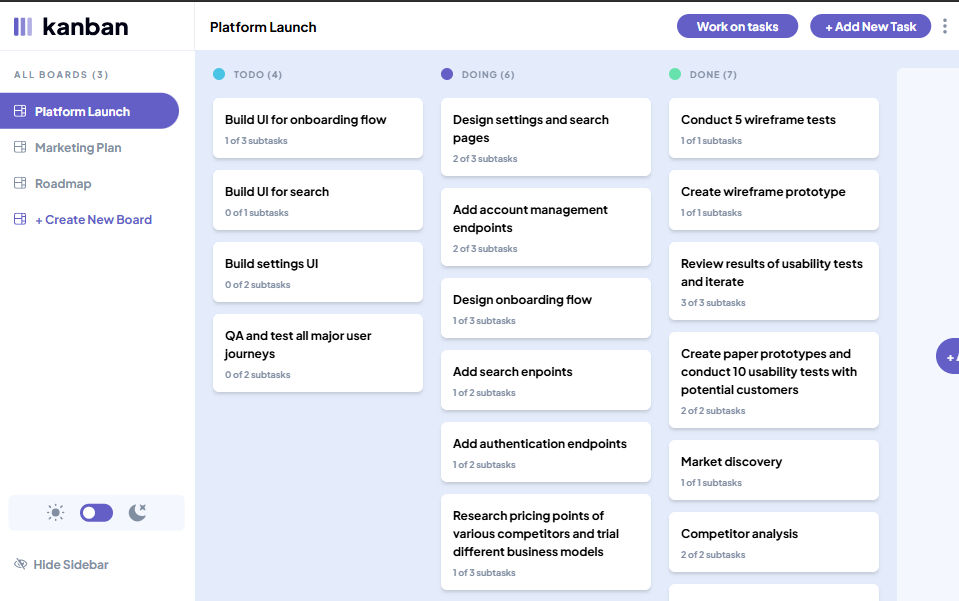 kanban
Platform Launch
Work on tasks
+ Add New Task
ALL BOARDS (3)
Platform Launch
Marketing Plan
Roadmap
+ Create New Board
Hide Sidebar
TODO (4)
Build UI for onboarding flow
1 of 3 subtasks
Build UI for search
0 of 1 subtasks
Build settings UI
0 of 2 subtasks
QA and test all major user
journeys
0 of 2 subtasks
DOING (6)
Design settings and search
pages
2 of 3 subtasks
Add account management
endpoints
2 of 3 subtasks
Design onboarding flow
1 of 3 subtasks
Add search enpoints
1 of 2 subtasks
Add authentication endpoints
1 of 2 subtasks
Research pricing points of
various competitors and trial
different business models
1 of 3 subtasks
DONE (7)
Conduct 5 wireframe tests
1 of 1 subtasks
Create wireframe prototype
1 of 1 subtasks
Review results of usability tests
and iterate
3 of 3 subtasks
Create paper prototypes and
conduct 10 usability tests with
potential customers
2 of 2 subtasks
Market discovery
1 of 1 subtasks
Competitor analysis
2 of 2 subtasks